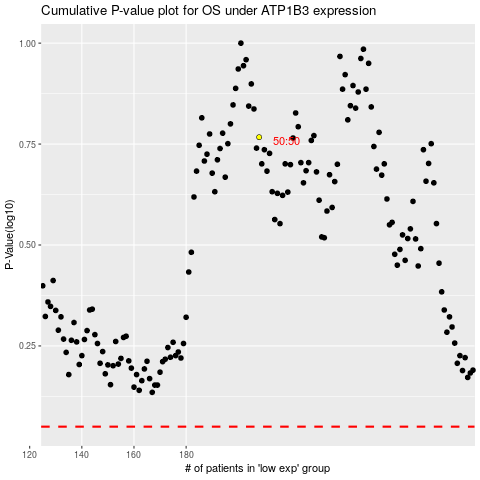 Cumulative P-value plot for OS under ATP1B3 expression
P-Value(log10)
1.00
0.75
0.50
0.25
50:50
120 140 160 180
# of patients in 'low exp' group